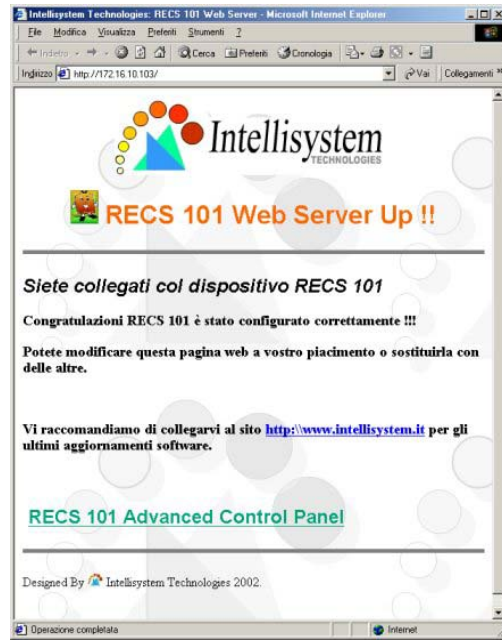 Intellisystem Technologies: RECS 101 Web Server - Microsoft Internet Explorer
File Modifica Visualizza Preferiti Strumenti ?
Indietro Cerca Preferiti Cronologia
Indirizzo http://172.16.10.103/ Vai Collegamenti »
Intellisystem
TECHNOLOGIES
RECS 101 Web Server Up !!
Siete collegati col dispositivo RECS 101
Congratulazioni RECS 101 è stato configurato correttamente !!!
Potete modificare questa pagina web a vostro piacimento o sostituirla con
delle altre.
Vi raccomandiamo di collegarvi al sito http:\\www.intellisystem.it per gli
ultimi aggiornamenti software.
RECS 101 Advanced Control Panel
Designed By Intellisystem Technologies 2002.
Operazione completata Internet